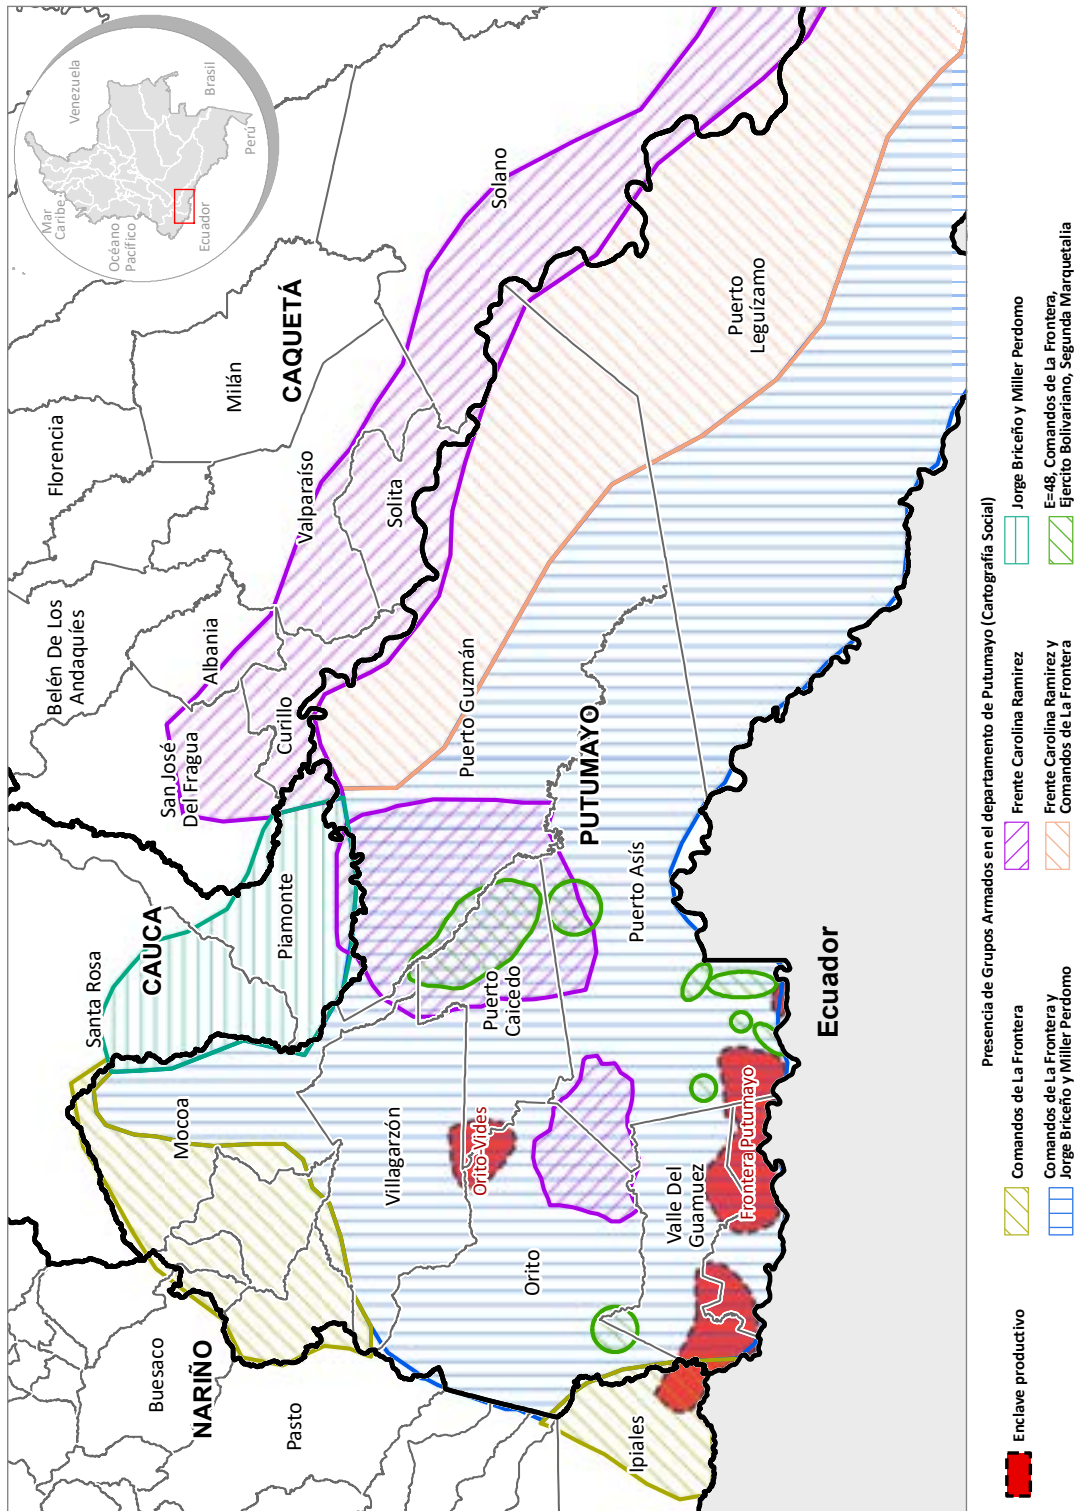 Mar
Caribe
Venezuela
Océano
Pacífico
Brasil
Ecuador
Perú
Florencia
Milán
CAQUETÁ
Solano
Belén De Los
Andaquíes
Valparaíso
Albania
Solita
San José
Del Fragua
Curillo
Puerto
Leguízamo
Santa Rosa
CAUCA
Piamonte
Puerto Guzmán
PUTUMAYO
Mocoa
Puerto
Caicedo
Puerto Asís
Villagarzón
Orito-Vides
Buesaco
NARIÑO
Pasto
Orito
Valle Del
Guamuez
Frontera Putumayo
Ipiales
Ecuador
Presencia de Grupos Armados en el departamento de Putumayo (Cartografía Social)
Enclave productivo
Comandos de La Frontera
Comandos de La Frontera y
Jorge Briceño y Miller Perdomo
Frente Carolina Ramirez
Frente Carolina Ramirez y
Comandos de La Frontera
Jorge Briceño y Miller Perdomo
E=48, Comandos de La Frontera,
Ejercito Bolivariano, Segunda Marquetalia